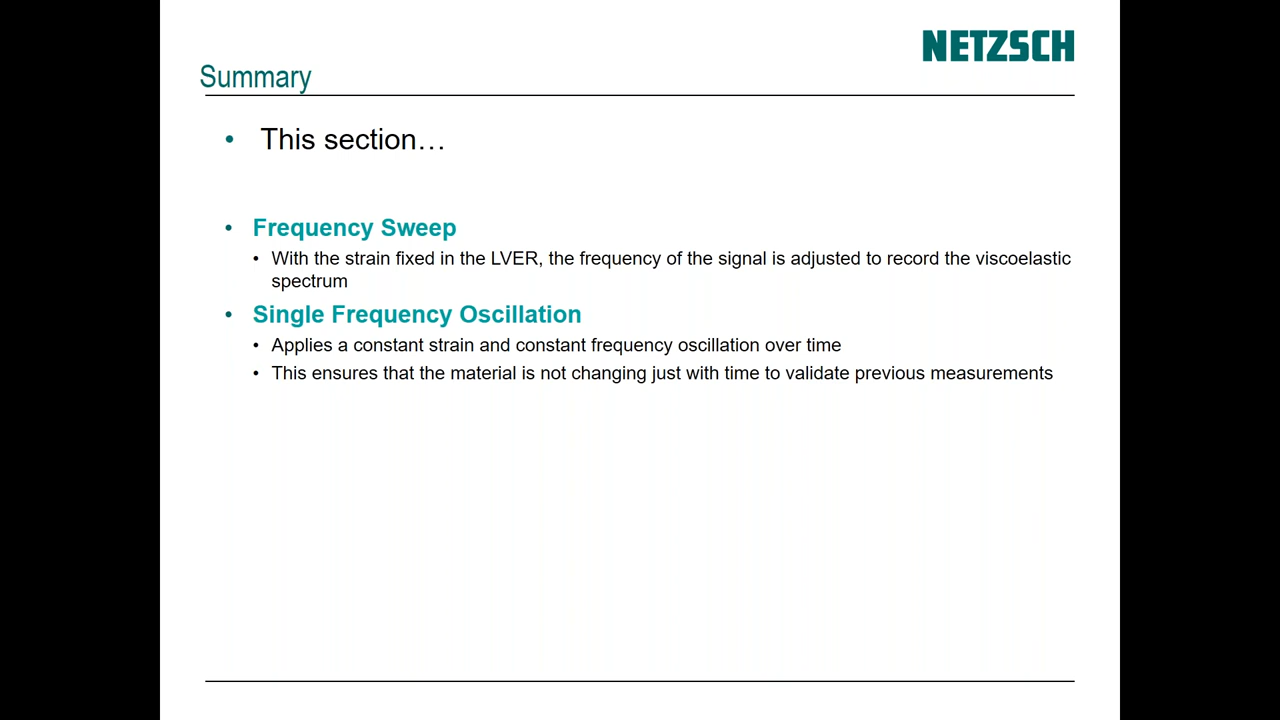 NETZSCH
Summary
• This section…
• Frequency Sweep
• With the strain fixed in the LVER, the frequency of the signal is adjusted to record the viscoelastic
spectrum
• Single Frequency Oscillation
• Applies a constant strain and constant frequency oscillation over time
• This ensures that the material is not changing just with time to validate previous measurements